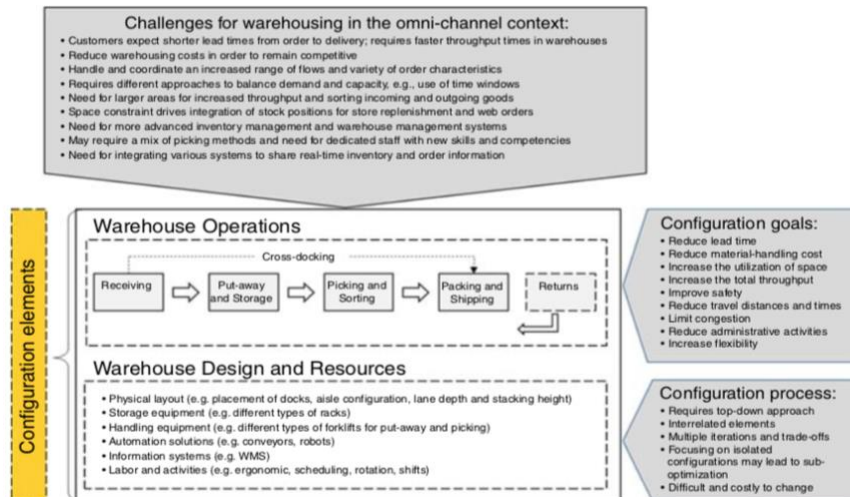 Challenges for warehousing in the omni-channel context:
• Customers expect shorter lead times from order to delivery; requires faster throughput times in warehouses
• Reduce warehousing costs in order to remain competitive
• Handle and coordinate an increased range of flows and variety of order characteristics
• Requires different approaches to balance demand and capacity, e.g., use of time windows
• Need for larger areas for increased throughput and sorting incoming and outgoing goods
• Space constraint drives integration of stock positions for store replenishment and web orders
• Need for more advanced inventory management and warehouse management systems
• May require a mix of picking methods and need for dedicated staff with new skills and competencies
• Need for integrating various systems to share real-time inventory and order information
Configuration elements
Warehouse Operations
Cross-docking
Receiving
Put-away
and Storage
Picking and
Sorting
Packing and
Shipping
Returns
Warehouse Design and Resources
• Physical layout (e.g. placement of docks, aisle configuration, lane depth and stacking height)
• Storage equipment (e.g. different types of racks)
• Handling equipment (e.g. different types of forklifts for put-away and picking)
• Automation solutions (e.g. conveyors, robots)
• Information systems (e.g. WMS)
• Labor and activities (e.g. ergonomic, scheduling, rotation, shifts)
Configuration goals:
• Reduce lead time
• Reduce material-handling cost
• Increase the utilization of space
• Increase the total throughput
• Improve safety
• Reduce travel distances and times
• Limit congestion
• Reduce administrative activities
• Increase flexibility
Configuration process:
• Requires top-down approach
• Interrelated elements
• Multiple iterations and trade-offs
• Focusing on isolated
configurations may lead to sub-
optimization
• Difficult and costly to change